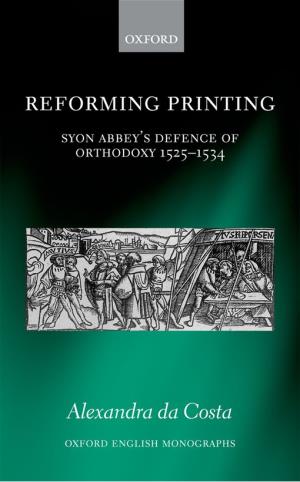 OXFORD
REFORMING PRINTING
SYON ABBEY'S DEFENCE OF
ORTHODOXY 1525–1534
Alexandra da Costa
OXFORD ENGLISH MONOGRAPHS